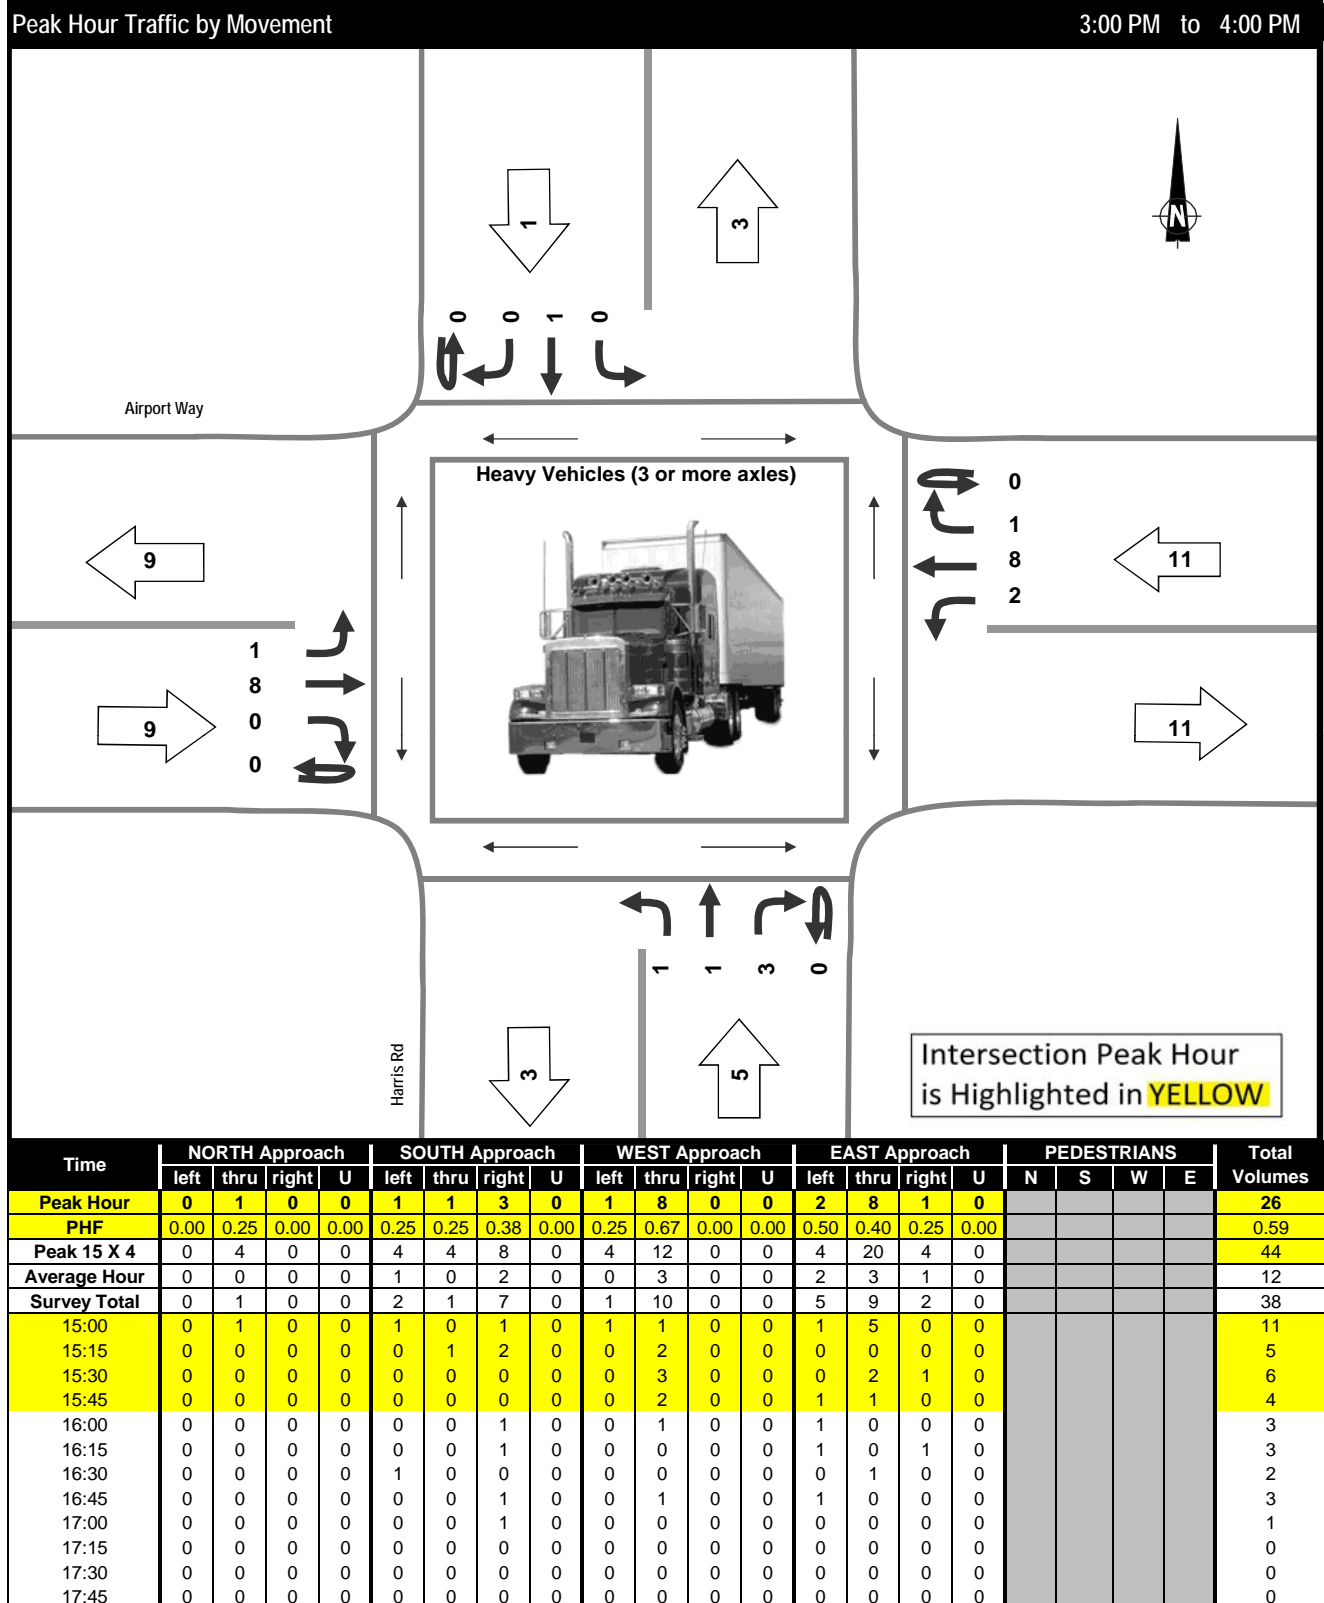 Peak Hour Traffic by Movement 3:00 PM to 4:00 PM
1 3
0 0 1 0
N
Airport Way
Heavy Vehicles (3 or more axles)
0
1
9 8 11
2
1
8
9 0 11
0
1 1 3 0
Harris Rd
3 5
Intersection Peak Hour
is Highlighted in YELLOW
Time NORTH Approach SOUTH Approach WEST Approach EAST Approach PEDESTRIANS Total
left thru right U left thru right U left thru right U left thru right U N S W E Volumes
Peak Hour 0 1 0 0 1 1 3 0 1 8 0 0 2 8 1 0 26
PHF 0.00 0.25 0.00 0.00 0.25 0.25 0.38 0.00 0.25 0.67 0.00 0.00 0.50 0.40 0.25 0.00 0.59
Peak 15 X 4 0 4 0 0 4 4 8 0 4 12 0 0 4 20 4 0 44
Average Hour 0 0 0 0 1 0 2 0 0 3 0 0 2 3 1 0 12
Survey Total 0 1 0 0 2 1 7 0 1 10 0 0 5 9 2 0 38
15:00 0 1 0 0 1 0 1 0 1 1 0 0 1 5 0 0 11
15:15 0 0 0 0 0 1 2 0 0 2 0 0 0 0 0 0 5
15:30 0 0 0 0 0 0 0 0 0 3 0 0 0 2 1 0 6
15:45 0 0 0 0 0 0 0 0 0 2 0 0 1 1 0 0 4
16:00 0 0 0 0 0 0 1 0 0 1 0 0 1 0 0 0 3
16:15 0 0 0 0 0 0 1 0 0 0 0 0 1 0 1 0 3
16:30 0 0 0 0 1 0 0 0 0 0 0 0 0 1 0 0 2
16:45 0 0 0 0 0 0 1 0 0 1 0 0 1 0 0 0 3
17:00 0 0 0 0 0 0 1 0 0 0 0 0 0 0 0 0 1
17:15 0 0 0 0 0 0 0 0 0 0 0 0 0 0 0 0 0
17:30 0 0 0 0 0 0 0 0 0 0 0 0 0 0 0 0 0
17:45 0 0 0 0 0 0 0 0 0 0 0 0 0 0 0 0 0